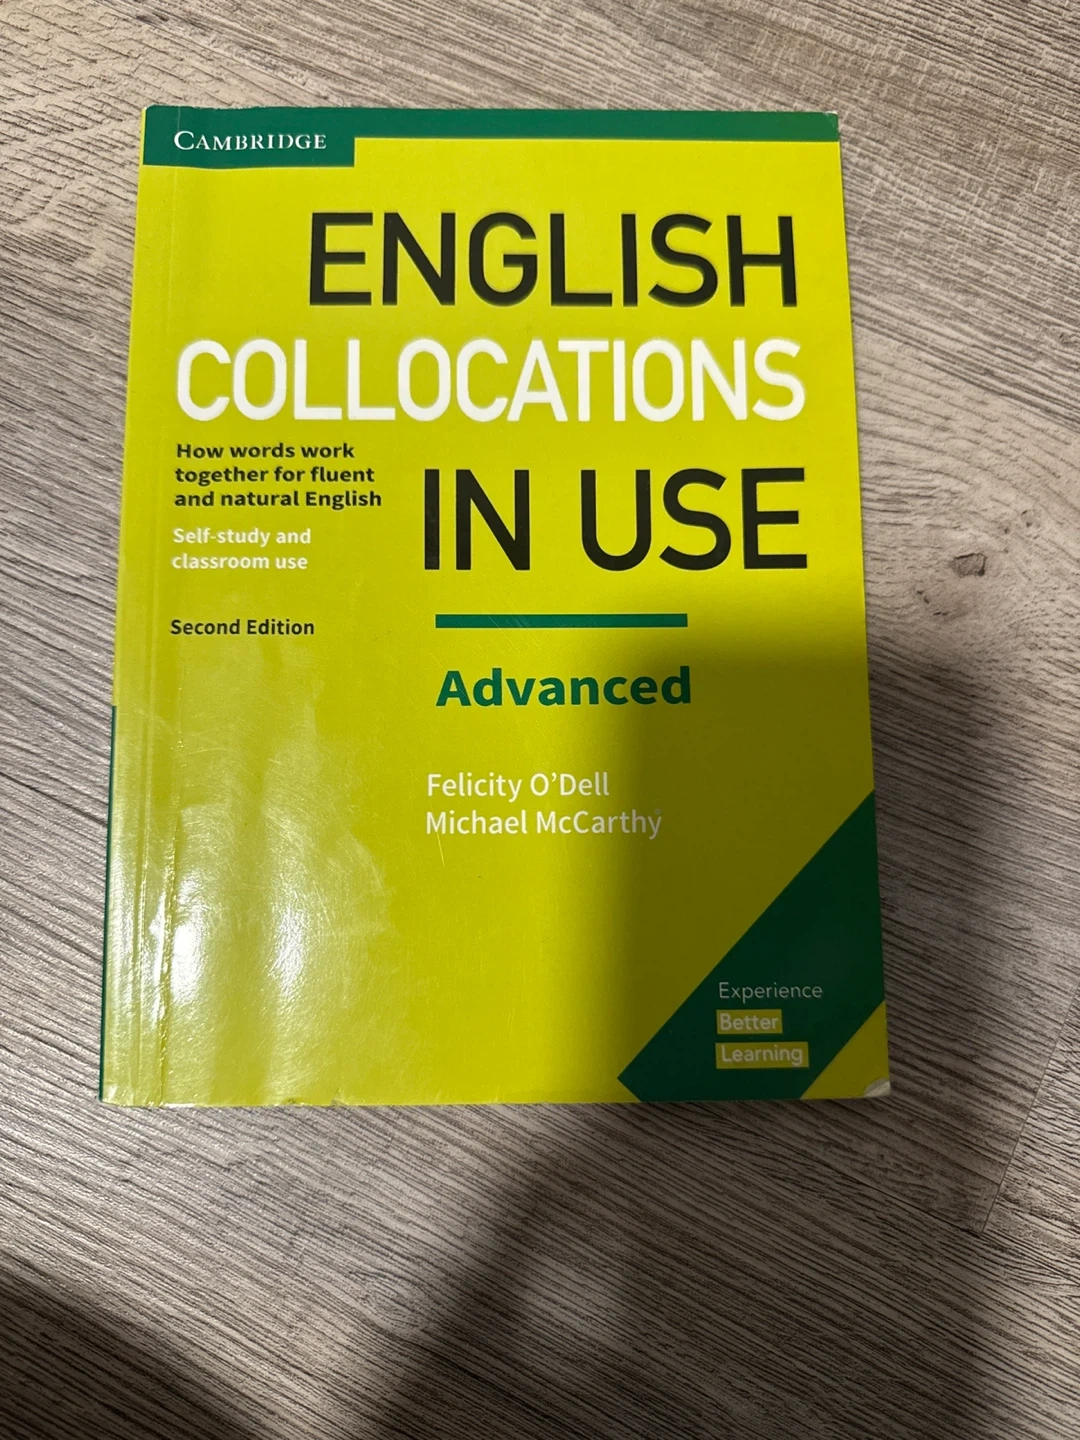 CAMBRIDGE
ENGLISH
COLLOCATIONS
IN USE
How words work
together for fluent
and natural English
Self-study and
classroom use
Second Edition
Advanced
Felicity O'Dell
Michael McCarthy
Experience
Better
Learning